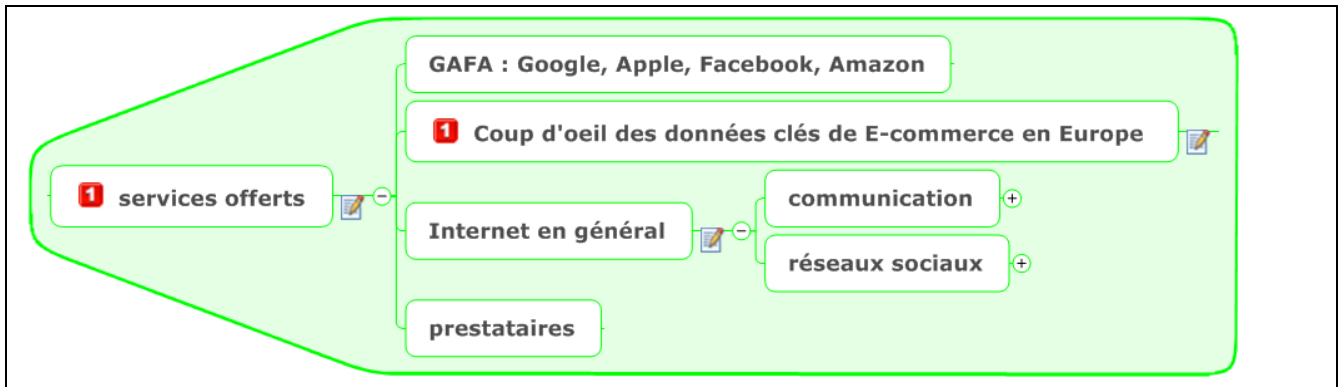 GAFA : Google, Apple, Facebook, Amazon
1 Coup d'oeil des données clés de E-commerce en Europe
1 services offerts
Internet en général
communication
réseaux sociaux
prestataires